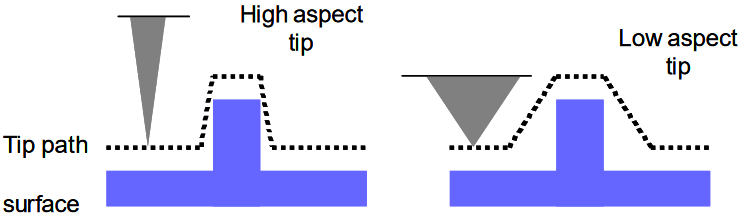 High aspect
tip
Low aspect
tip
Tip path
surface